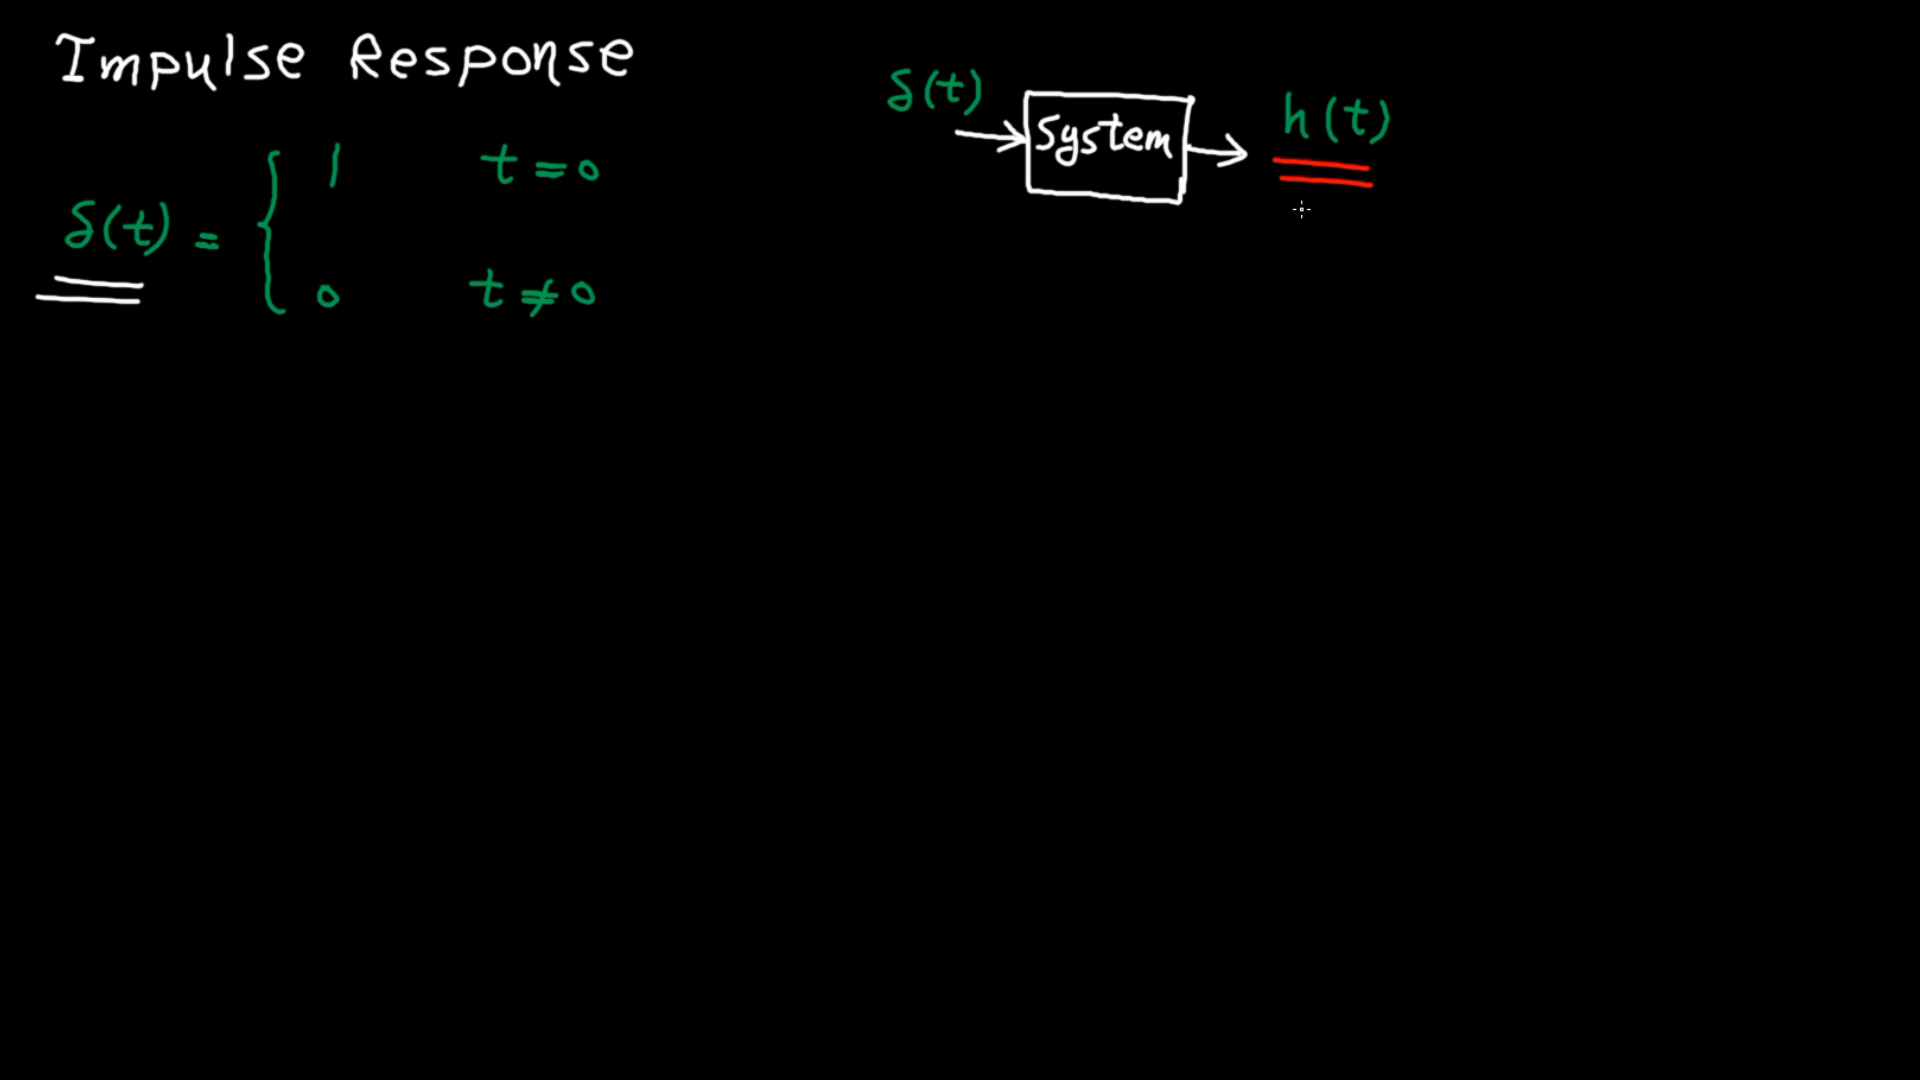 Impulse Response
δ(t) = { 1 t = 0
0 t ≠ 0
δ(t) → System → h(t)